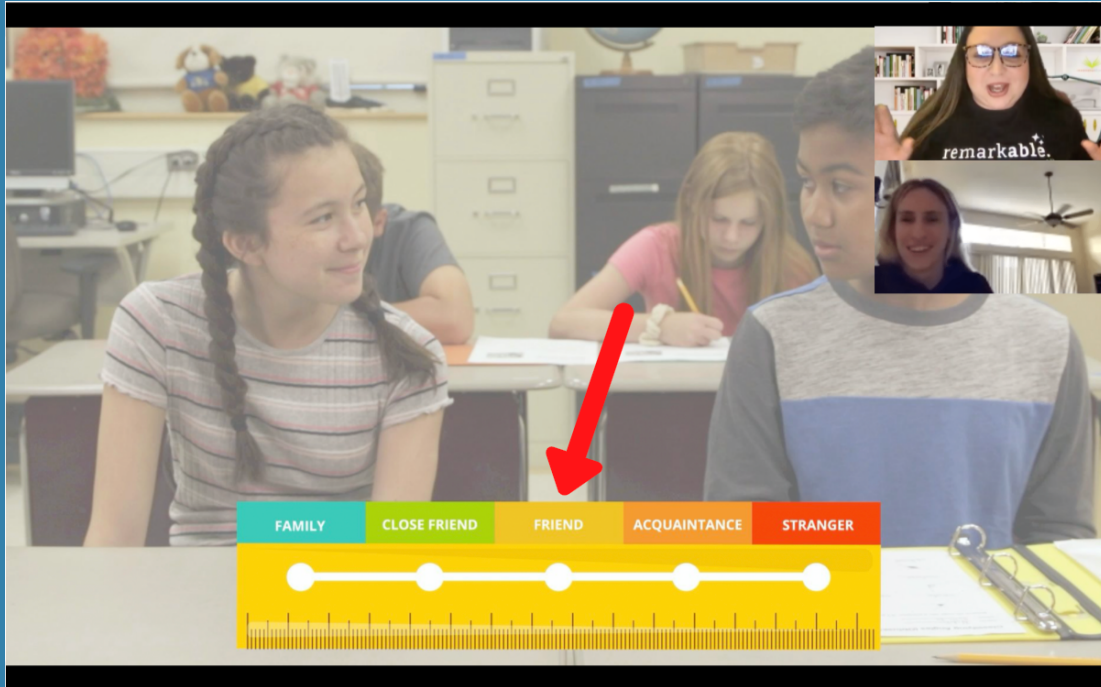 remarkable.
FAMILY
CLOSE FRIEND
FRIEND
ACQUAINTANCE
STRANGER